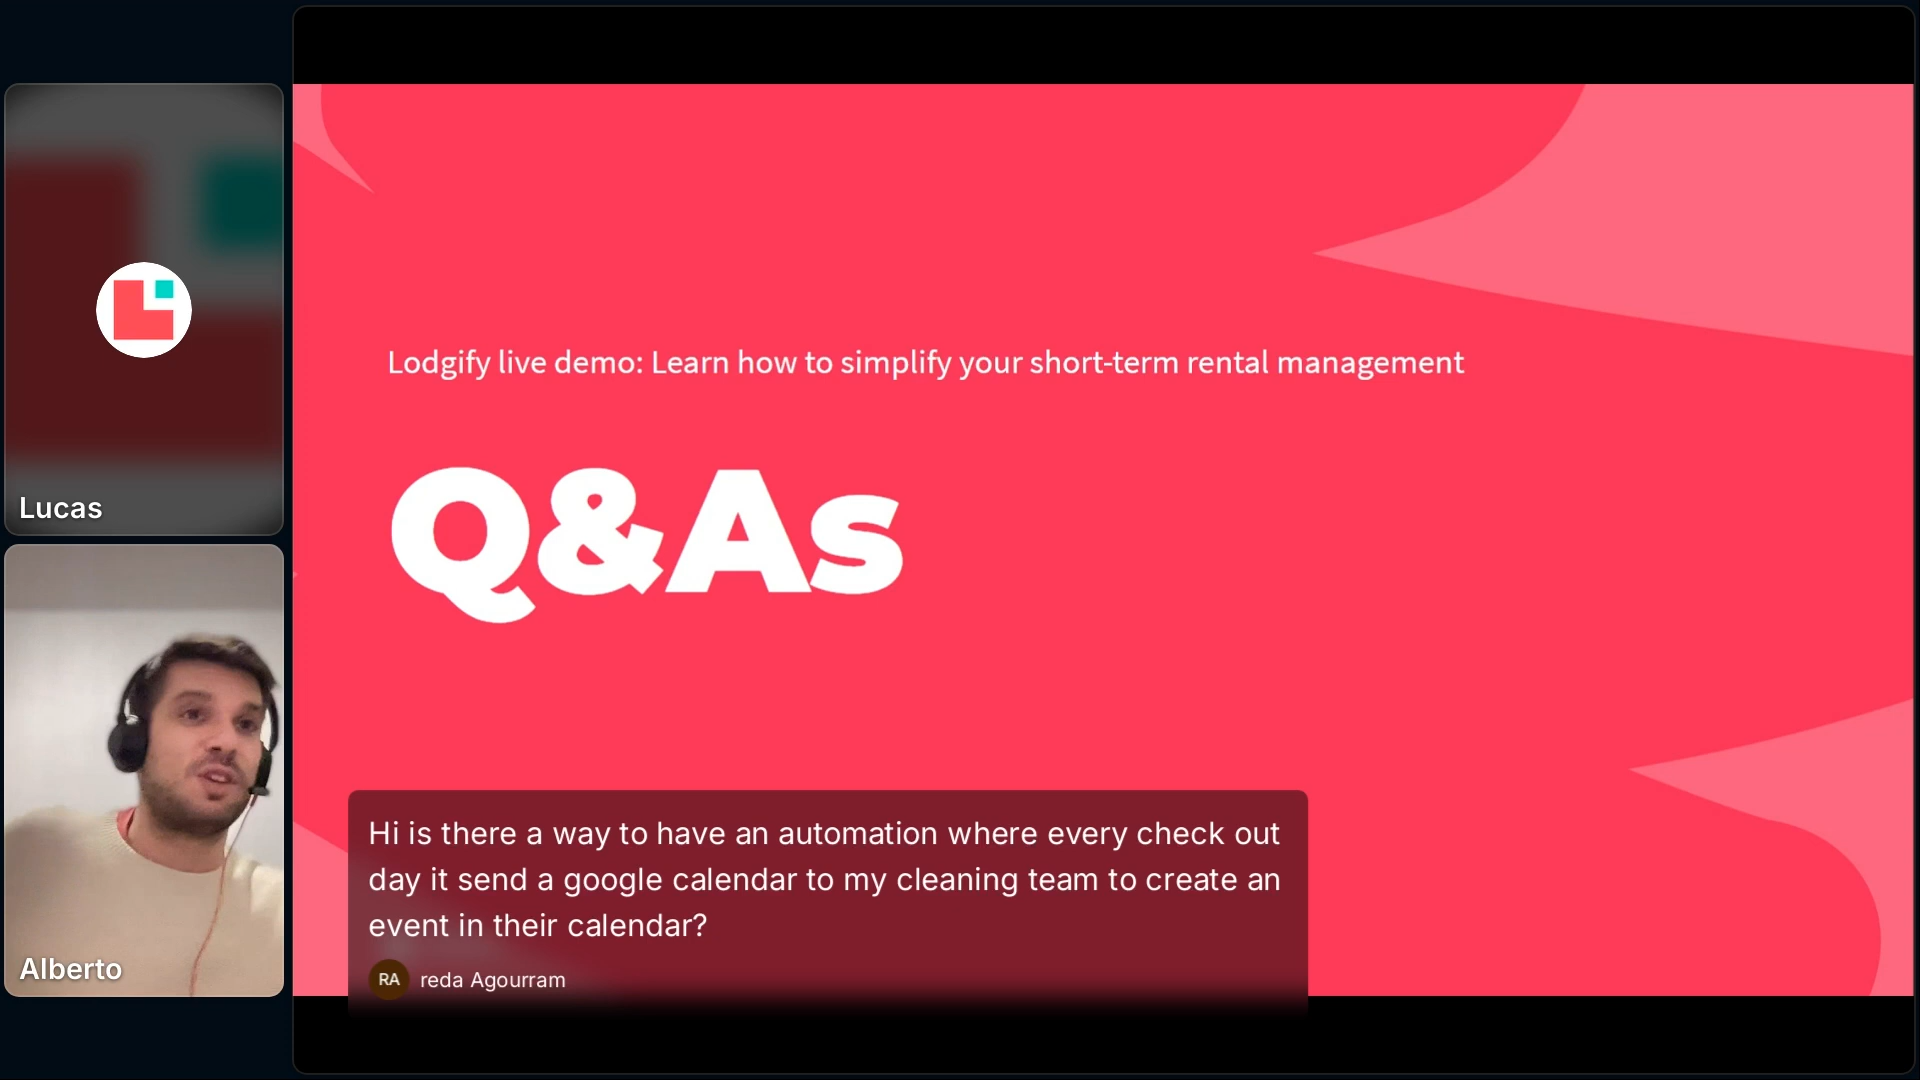 Lucas
Alberto
Lodgify live demo: Learn how to simplify your short-term rental management
Q&As
Hi is there a way to have an automation where every check out
day it send a google calendar to my cleaning team to create an
event in their calendar?
RA
reda Agourram